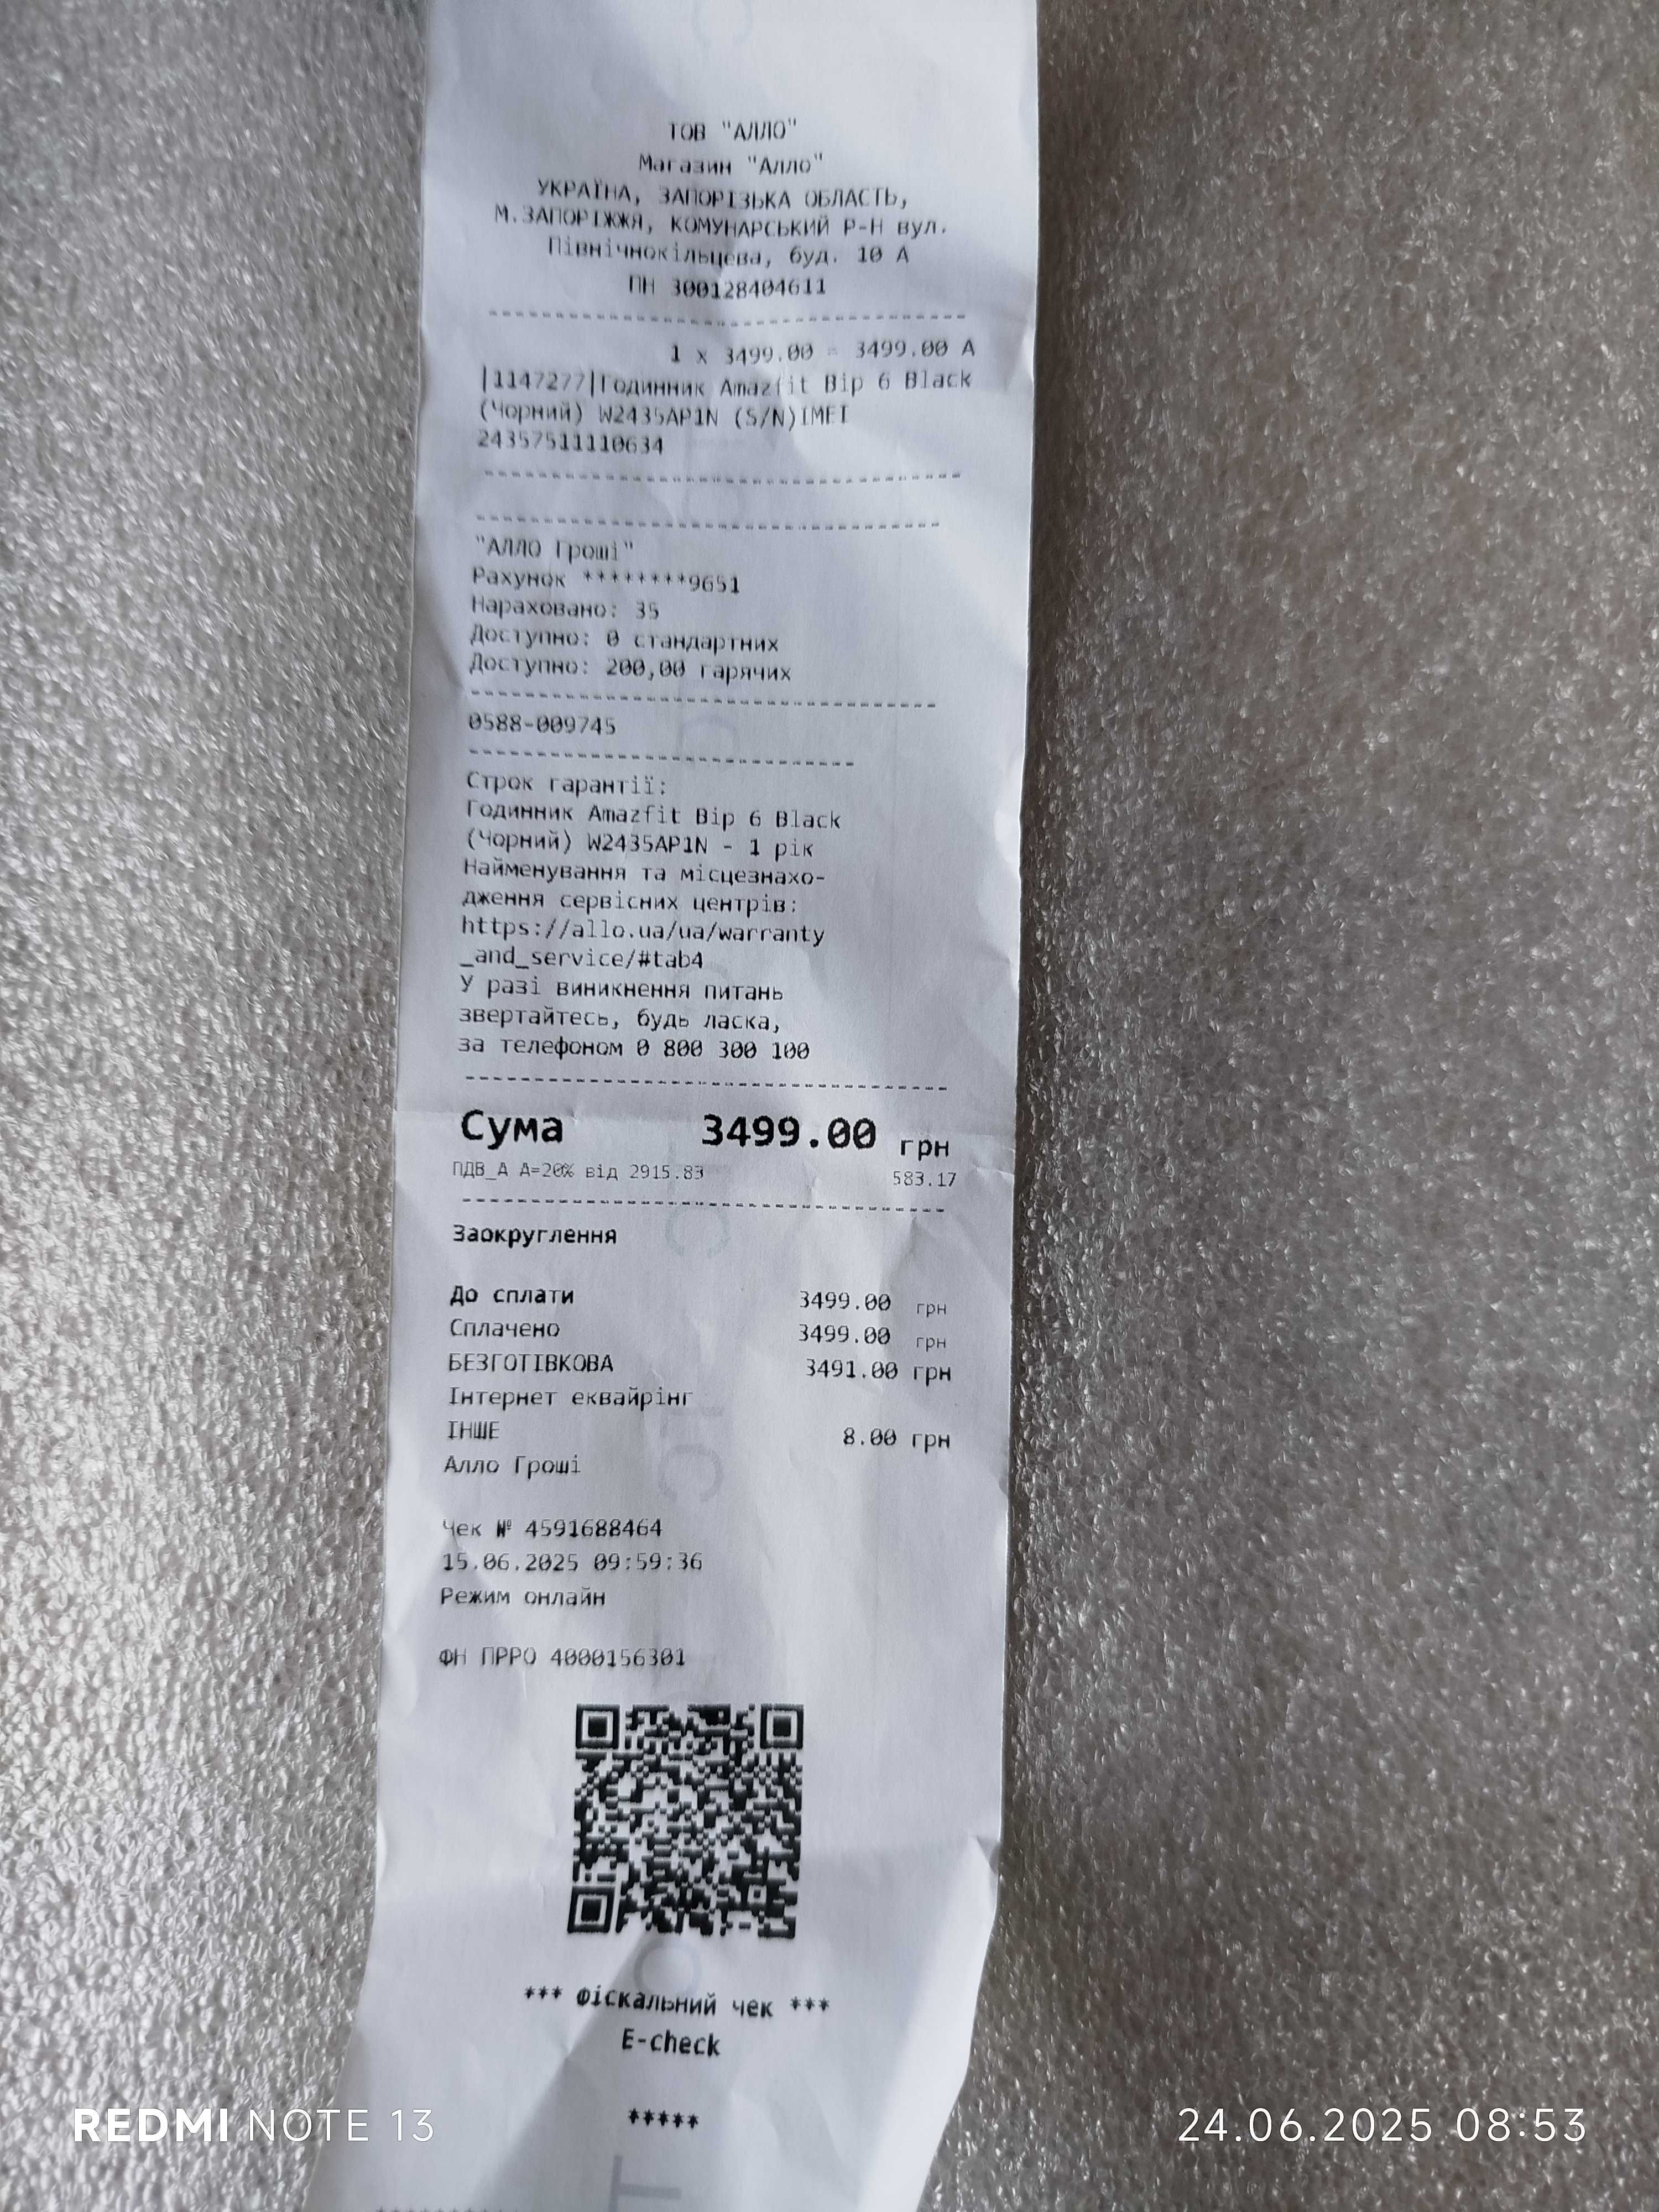 ТОВ "АЛЛО"
Магазин "Алло"
УКРАЇНА, ЗАПОРІЗЬКА ОБЛАСТЬ,
М.ЗАПОРІЖЖЯ, КОМУНАРСЬКИЙ Р-Н вул.
Північнокільцева, буд. 10 А
ПН 300128404611
1 x 3499.00 = 3499.00 А
|1147277|Годинник Amazfit Bip 6 Black
(Чорний) W2435AP1N (S/N)IMEI
24357511110634
"АЛЛО Гроші"
Рахунок ********9651
Нараховано: 35
Доступно: 0 стандартних
Доступно: 200,00 гарячих
0588-009745
Строк гарантії:
Годинник Amazfit Bip 6 Black
(Чорний) W2435AP1N - 1 рік
Найменування та місцезнахо-
дження сервісних центрів:
https://allo.ua/ua/warranty
_and_service/#tab4
У разі виникнення питань
звертайтесь, будь ласка,
за телефоном 0 800 300 100
Сума 3499.00 грн
ПДВ_А А=20% від 2915.83 583.17
Заокруглення
До сплати 3499.00 грн
Сплачено 3499.00 грн
БЕЗГОТІВКОВА 3491.00 грн
Інтернет еквайрінг
ІНШЕ 8.00 грн
Алло Гроші
Чек № 4591688464
15.06.2025 09:59:36
Режим онлайн
ФН ПРРО 4000156301
*** Фіскальний чек ***
E-check
*****
REDMI NOTE 13
24.06.2025 08:53